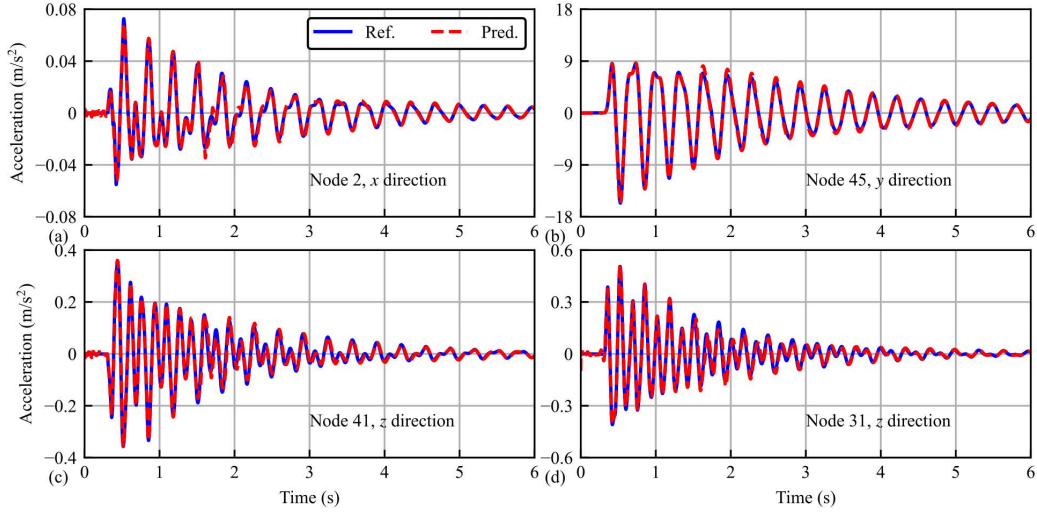 0.08
0.04
0
−0.04
−0.08
Acceleration (m/s²)
Ref.
Pred.
Node 2, x direction
0 1 2 3 4 5 6
(a)
18
9
0
−9
−18
Node 45, y direction
0 1 2 3 4 5 6
(b)
0.4
0.2
0
−0.2
−0.4
Acceleration (m/s²)
Node 41, z direction
0 1 2 3 4 5 6
(c)
Time (s)
0.6
0.3
0
−0.3
−0.6
Node 31, z direction
0 1 2 3 4 5 6
(d)
Time (s)